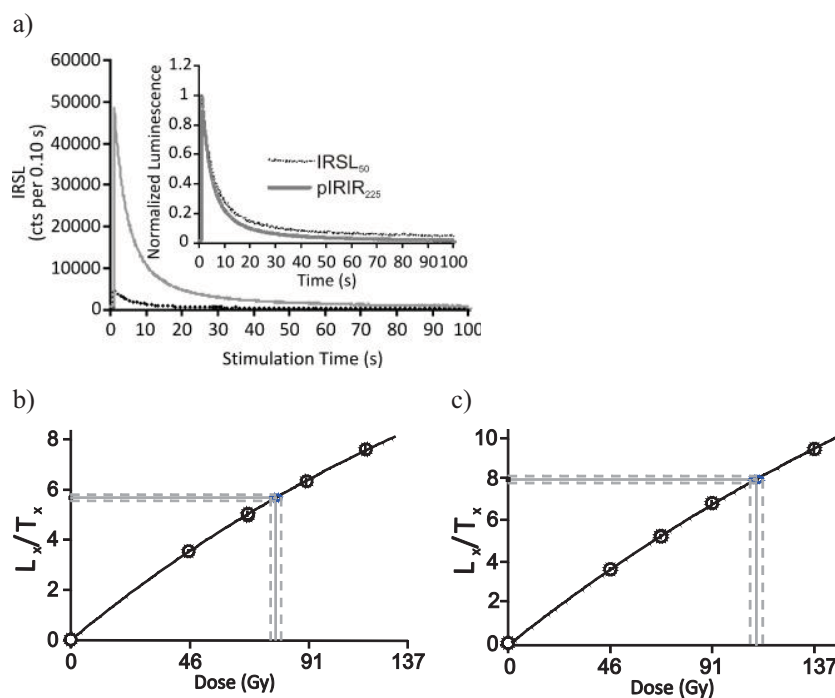 a)
60000
50000
40000
30000
20000
10000
0
IRSL
(cts per 0.10 s)
0 10 20 30 40 50 60 70 80 90 100
Stimulation Time (s)
1.2
1
0.8
0.6
0.4
0.2
0
Normalized Luminescence
IRSL50
pIRIR225
0 10 20 30 40 50 60 70 80 90 100
Time (s)
b)
8
6
4
2
0
Lx/Tx
0 46 91 137
Dose (Gy)
c)
10
8
6
4
2
0
Lx/Tx
0 46 91 137
Dose (Gy)